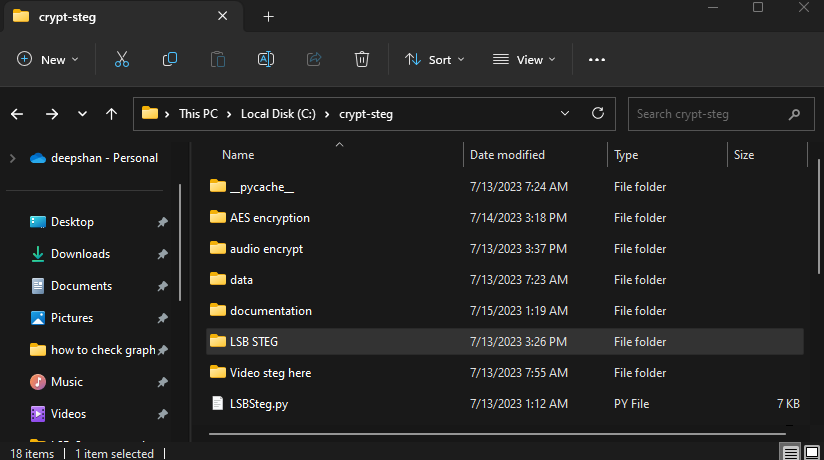 crypt-steg
New
Sort
View
This PC
Local Disk (C:)
crypt-steg
Search crypt-steg
deepshan - Personal
Desktop
Downloads
Documents
Pictures
how to check graph
Music
Videos
Name Date modified Type Size
__pycache__ 7/13/2023 7:24 AM File folder
AES encryption 7/14/2023 3:18 PM File folder
audio encrypt 7/13/2023 3:37 PM File folder
data 7/13/2023 7:23 AM File folder
documentation 7/15/2023 1:19 AM File folder
LSB STEG 7/13/2023 3:26 PM File folder
Video steg here 7/13/2023 7:55 AM File folder
LSBSteg.py 7/13/2023 1:12 AM PY File 7 KB
18 items 1 item selected